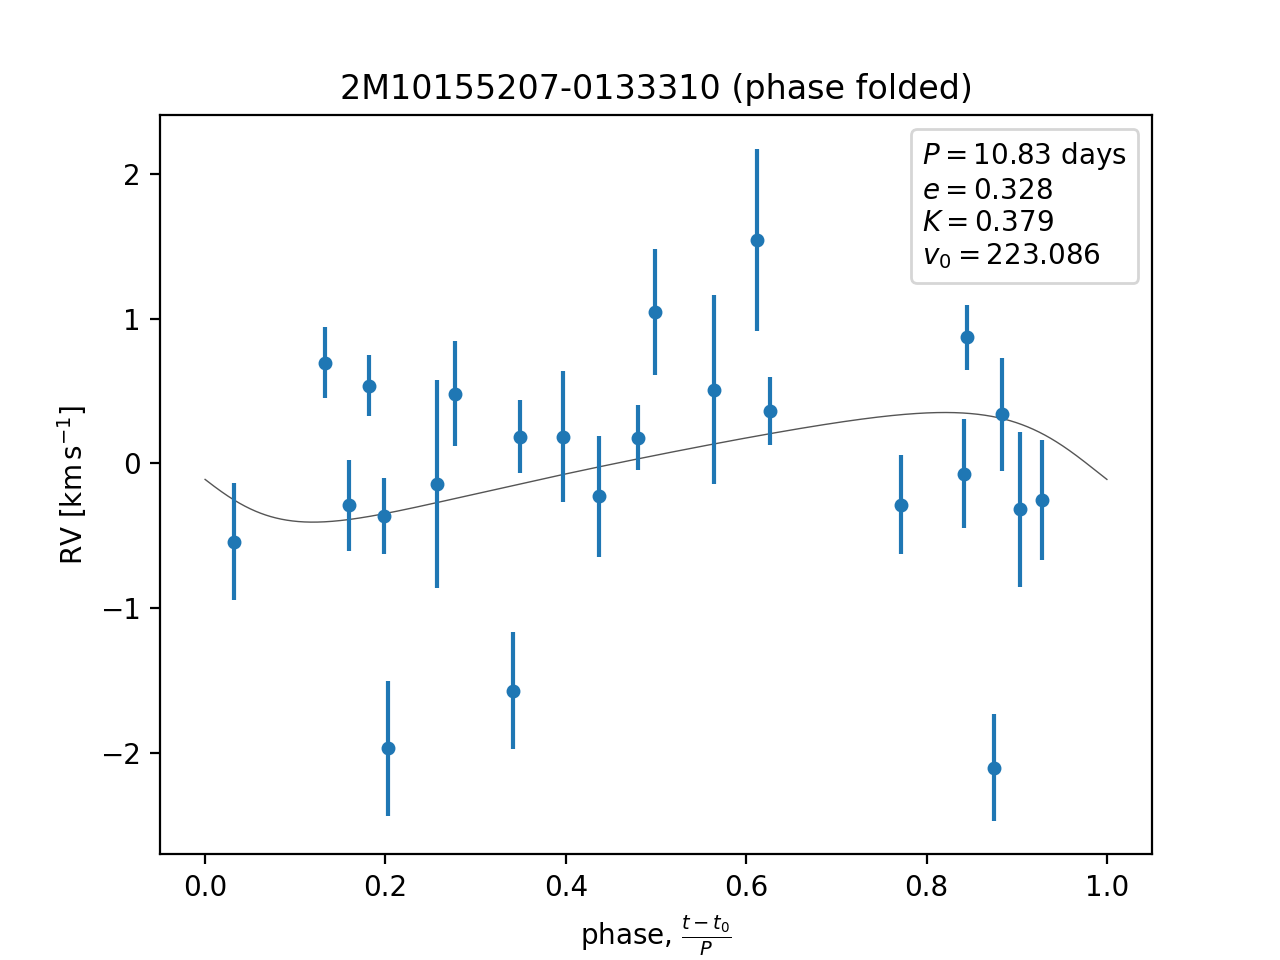 2M10155207-0133310 (phase folded)
P = 10.83 days
e = 0.328
K = 0.379
v₀ = 223.086
2
1
0
−1
−2
RV [km s⁻¹]
0.0 0.2 0.4 0.6 0.8 1.0
phase, (t − t₀)/P